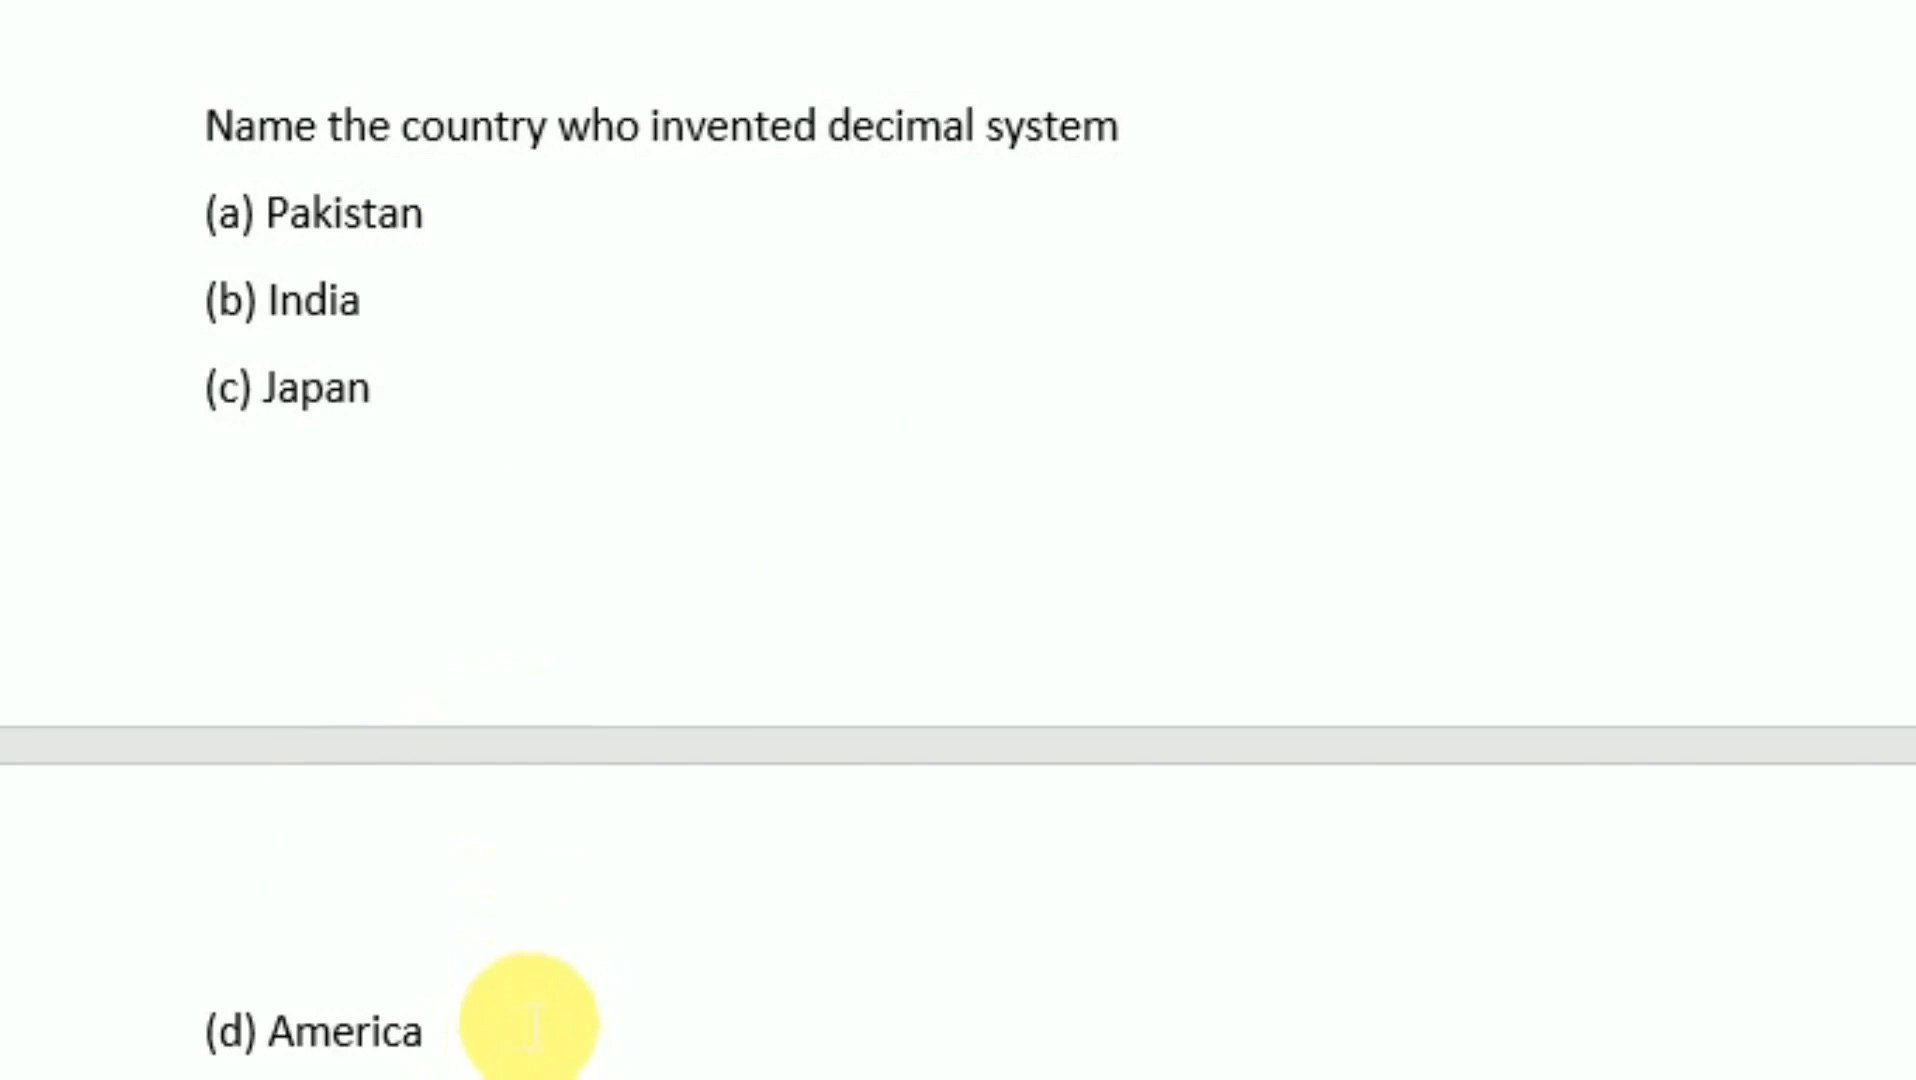 Name the country who invented decimal system
(a) Pakistan
(b) India
(c) Japan
(d) America